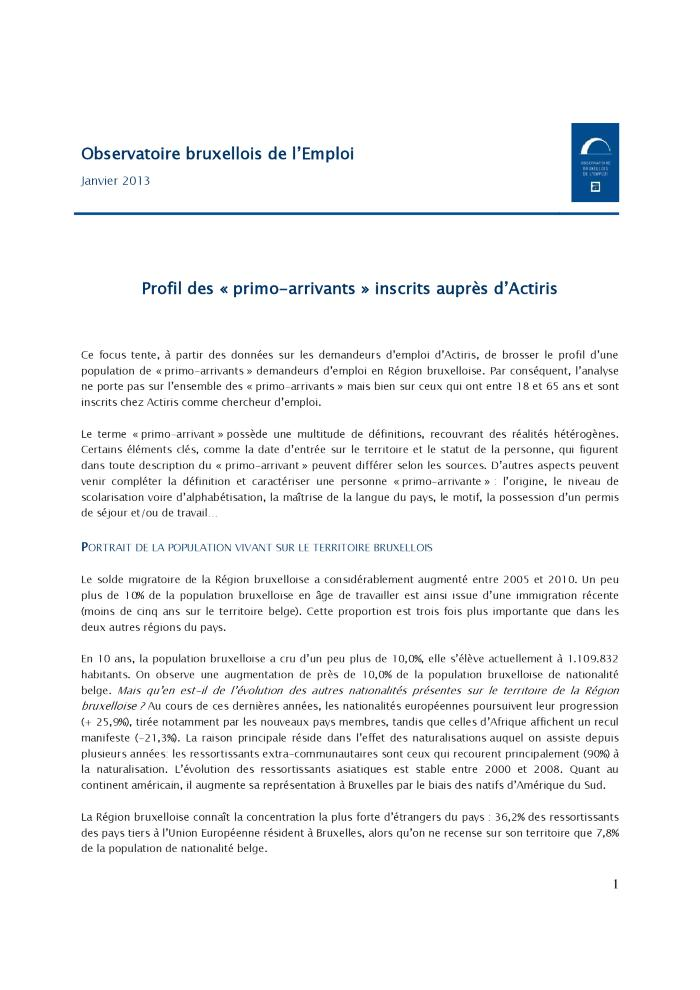 Observatoire bruxellois de l'Emploi
Janvier 2013
OBSERVATOIRE
BRUXELLOIS
DE L'EMPLOI
Profil des « primo-arrivants » inscrits auprès d'Actiris
Ce focus tente, à partir des données sur les demandeurs d'emploi d'Actiris, de brosser le profil d'une
population de « primo-arrivants » demandeurs d'emploi en Région bruxelloise. Par conséquent, l'analyse
ne porte pas sur l'ensemble des « primo-arrivants » mais bien sur ceux qui ont entre 18 et 65 ans et sont
inscrits chez Actiris comme chercheur d'emploi.
Le terme « primo-arrivant » possède une multitude de définitions, recouvrant des réalités hétérogènes.
Certains éléments clés, comme la date d'entrée sur le territoire et le statut de la personne, qui figurent
dans toute description du « primo-arrivant » peuvent différer selon les sources. D'autres aspects peuvent
venir compléter la définition et caractériser une personne « primo-arrivante » : l'origine, le niveau de
scolarisation voire d'alphabétisation, la maîtrise de la langue du pays, le motif, la possession d'un permis
de séjour et/ou de travail...
PORTRAIT DE LA POPULATION VIVANT SUR LE TERRITOIRE BRUXELLOIS
Le solde migratoire de la Région bruxelloise a considérablement augmenté entre 2005 et 2010. Un peu
plus de 10% de la population bruxelloise en âge de travailler est ainsi issue d'une immigration récente
(moins de cinq ans sur le territoire belge). Cette proportion est trois fois plus importante que dans les
deux autres régions du pays.
En 10 ans, la population bruxelloise a cru d'un peu plus de 10,0%, elle s'élève actuellement à 1.109.832
habitants. On observe une augmentation de près de 10,0% de la population bruxelloise de nationalité
belge. Mais qu'en est-il de l'évolution des autres nationalités présentes sur le territoire de la Région
bruxelloise ? Au cours de ces dernières années, les nationalités européennes poursuivent leur progression
(+ 25,9%), tirée notamment par les nouveaux pays membres, tandis que celles d'Afrique affichent un recul
manifeste (-21,3%). La raison principale réside dans l'effet des naturalisations auquel on assiste depuis
plusieurs années: les ressortissants extra-communautaires sont ceux qui recourent principalement (90%) à
la naturalisation. L'évolution des ressortissants asiatiques est stable entre 2000 et 2008. Quant au
continent américain, il augmente sa représentation à Bruxelles par le biais des natifs d'Amérique du Sud.
La Région bruxelloise connaît la concentration la plus forte d'étrangers du pays : 36,2% des ressortissants
des pays tiers à l'Union Européenne résident à Bruxelles, alors qu'on ne recense sur son territoire que 7,8%
de la population de nationalité belge.
1